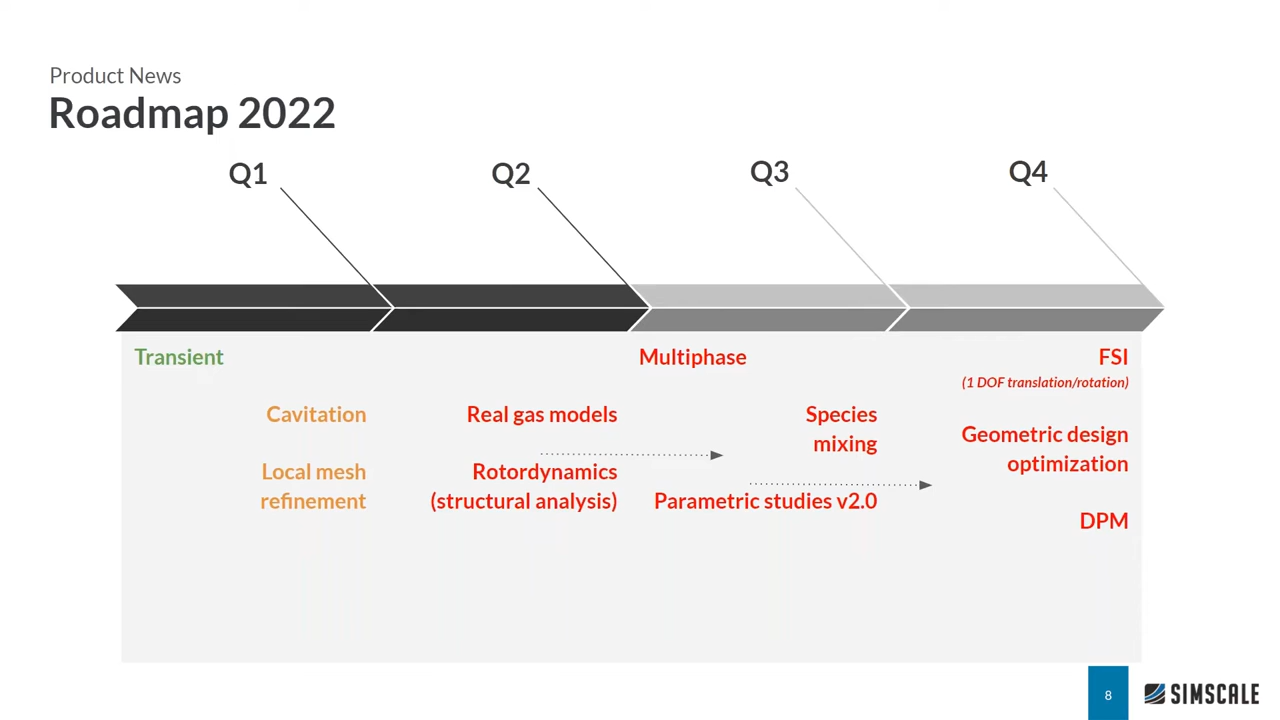 Product News
Roadmap 2022
Q1
Q2
Q3
Q4
Transient
Cavitation
Local mesh
refinement
Real gas models
Rotordynamics
(structural analysis)
Multiphase
Species
mixing
Parametric studies v2.0
FSI
(1 DOF translation/rotation)
Geometric design
optimization
DPM
8
SIMSCALE